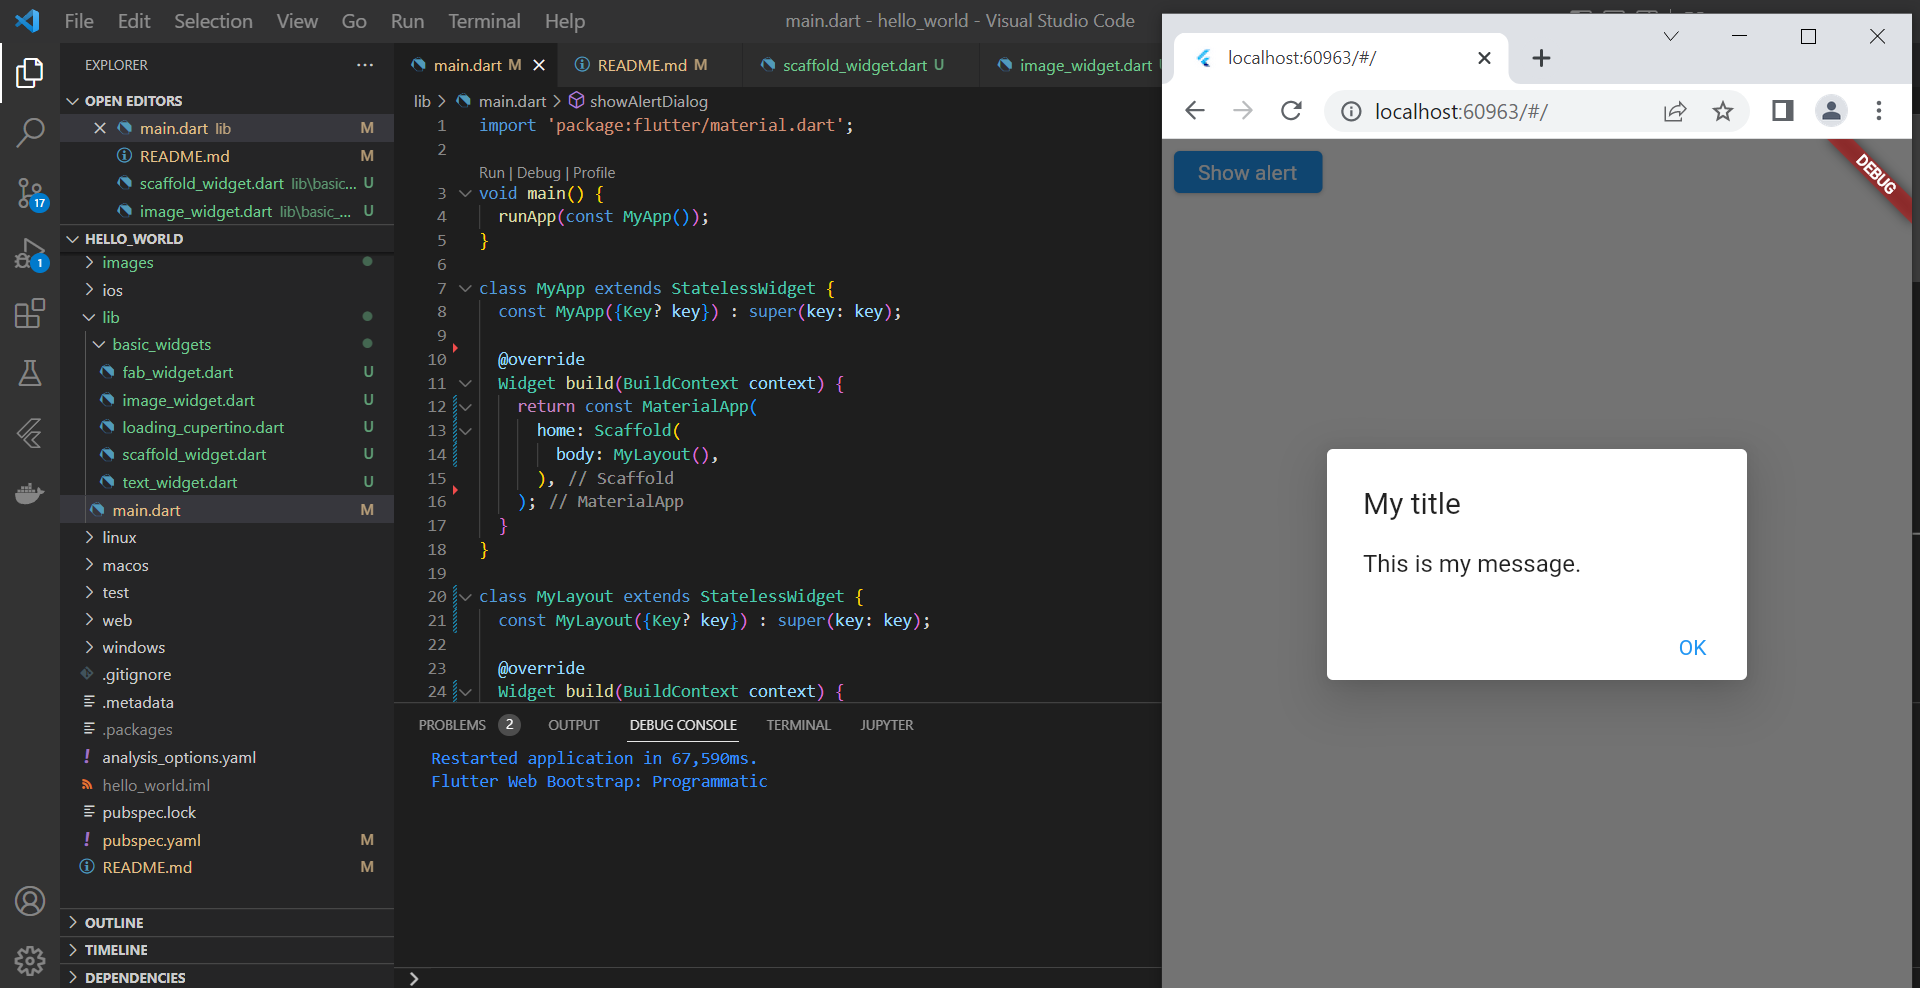 File Edit Selection View Go Run Terminal Help
main.dart - hello_world - Visual Studio Code
EXPLORER
OPEN EDITORS
main.dart lib M
README.md M
scaffold_widget.dart lib\basic... U
image_widget.dart lib\basic_... U
HELLO_WORLD
images
ios
lib
basic_widgets
fab_widget.dart U
image_widget.dart U
loading_cupertino.dart U
scaffold_widget.dart U
text_widget.dart U
main.dart M
linux
macos
test
web
windows
.gitignore
.metadata
.packages
analysis_options.yaml
hello_world.iml
pubspec.lock
pubspec.yaml M
README.md M
OUTLINE
TIMELINE
DEPENDENCIES
17
1
main.dart M
README.md M
scaffold_widget.dart U
image_widget.dart
lib > main.dart > showAlertDialog
1 import 'package:flutter/material.dart';
2
Run | Debug | Profile
3 void main() {
4 runApp(const MyApp());
5 }
6
7 class MyApp extends StatelessWidget {
8 const MyApp({Key? key}) : super(key: key);
9
10 @override
11 Widget build(BuildContext context) {
12 return const MaterialApp(
13 home: Scaffold(
14 body: MyLayout(),
15 ), // Scaffold
16 ); // MaterialApp
17 }
18 }
19
20 class MyLayout extends StatelessWidget {
21 const MyLayout({Key? key}) : super(key: key);
22
23 @override
24 Widget build(BuildContext context) {
PROBLEMS 2 OUTPUT DEBUG CONSOLE TERMINAL JUPYTER
Restarted application in 67,590ms.
Flutter Web Bootstrap: Programmatic
localhost:60963/#/
localhost:60963/#/
Show alert
DEBUG
My title
This is my message.
OK